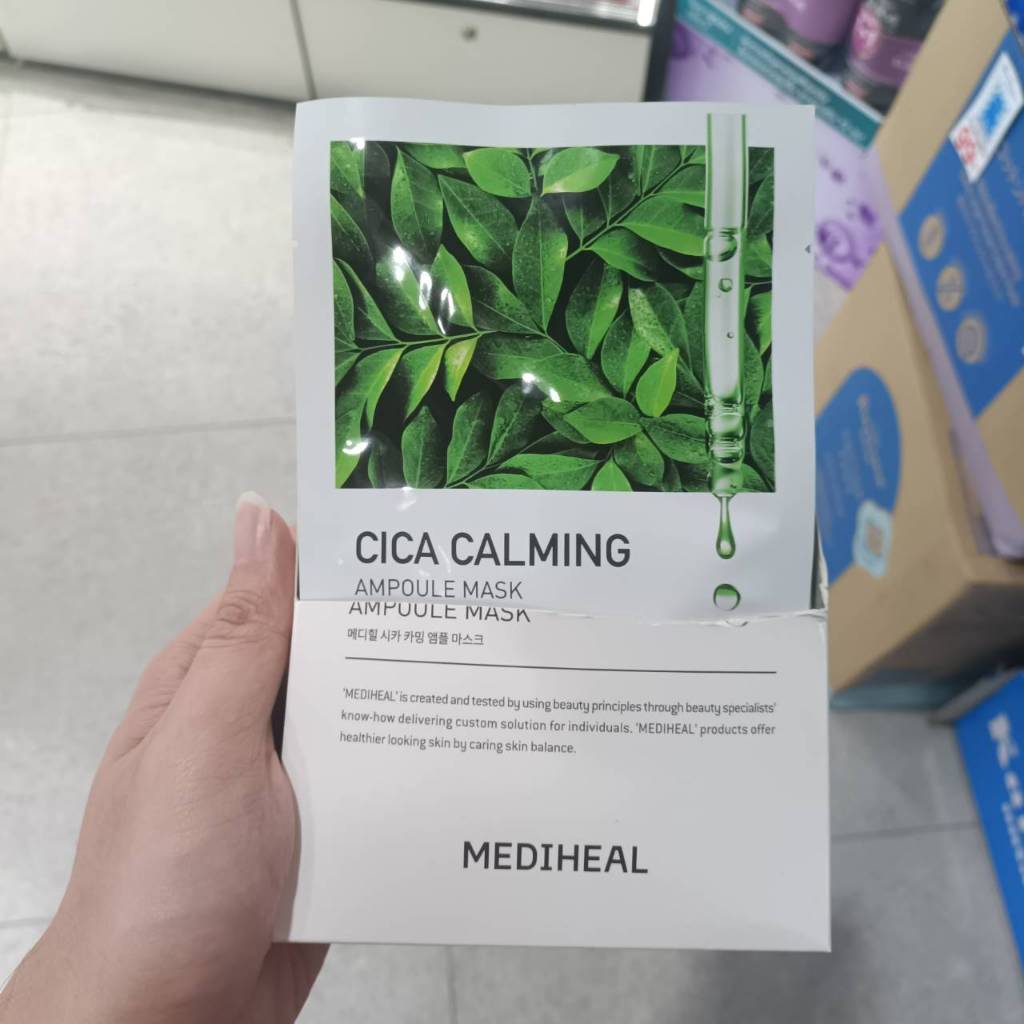 CICA CALMING
AMPOULE MASK
AMPOULE MASK
메디힐 시카 카밍 앰플 마스크
'MEDIHEAL' is created and tested by using beauty principles through beauty specialists'
know-how delivering custom solution for individuals. 'MEDIHEAL' products offer
healthier looking skin by caring skin balance.
MEDIHEAL